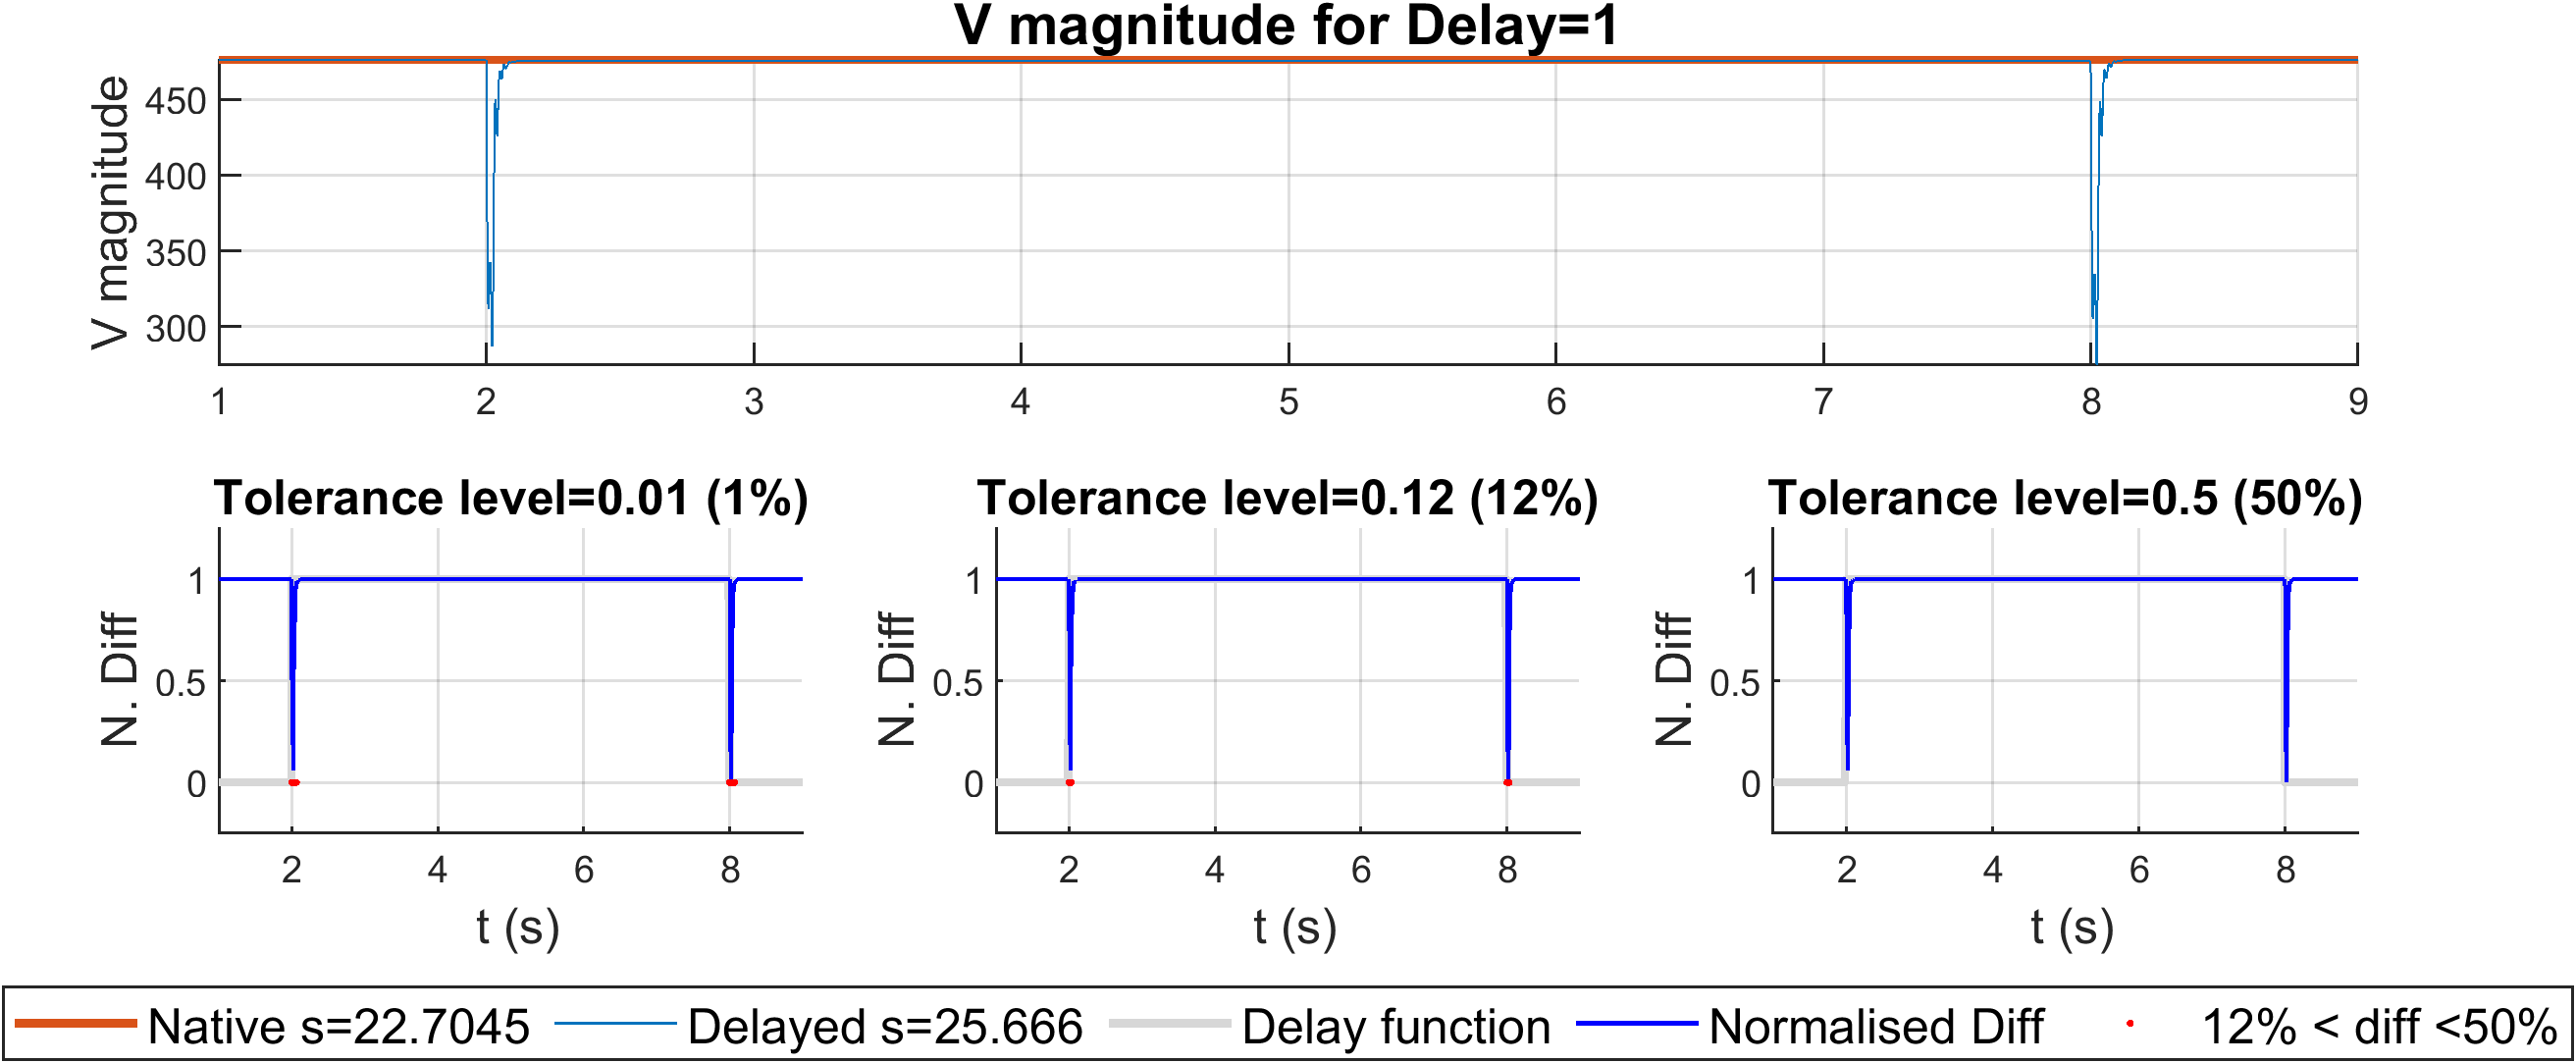 V magnitude for Delay=1
V magnitude
450
400
350
300
1 2 3 4 5 6 7 8 9
Tolerance level=0.01 (1%)
N. Diff
1
0.5
0
2 4 6 8
t (s)
Tolerance level=0.12 (12%)
N. Diff
1
0.5
0
2 4 6 8
t (s)
Tolerance level=0.5 (50%)
N. Diff
1
0.5
0
2 4 6 8
t (s)
Native s=22.7045 Delayed s=25.666 Delay function Normalised Diff 12% < diff <50%